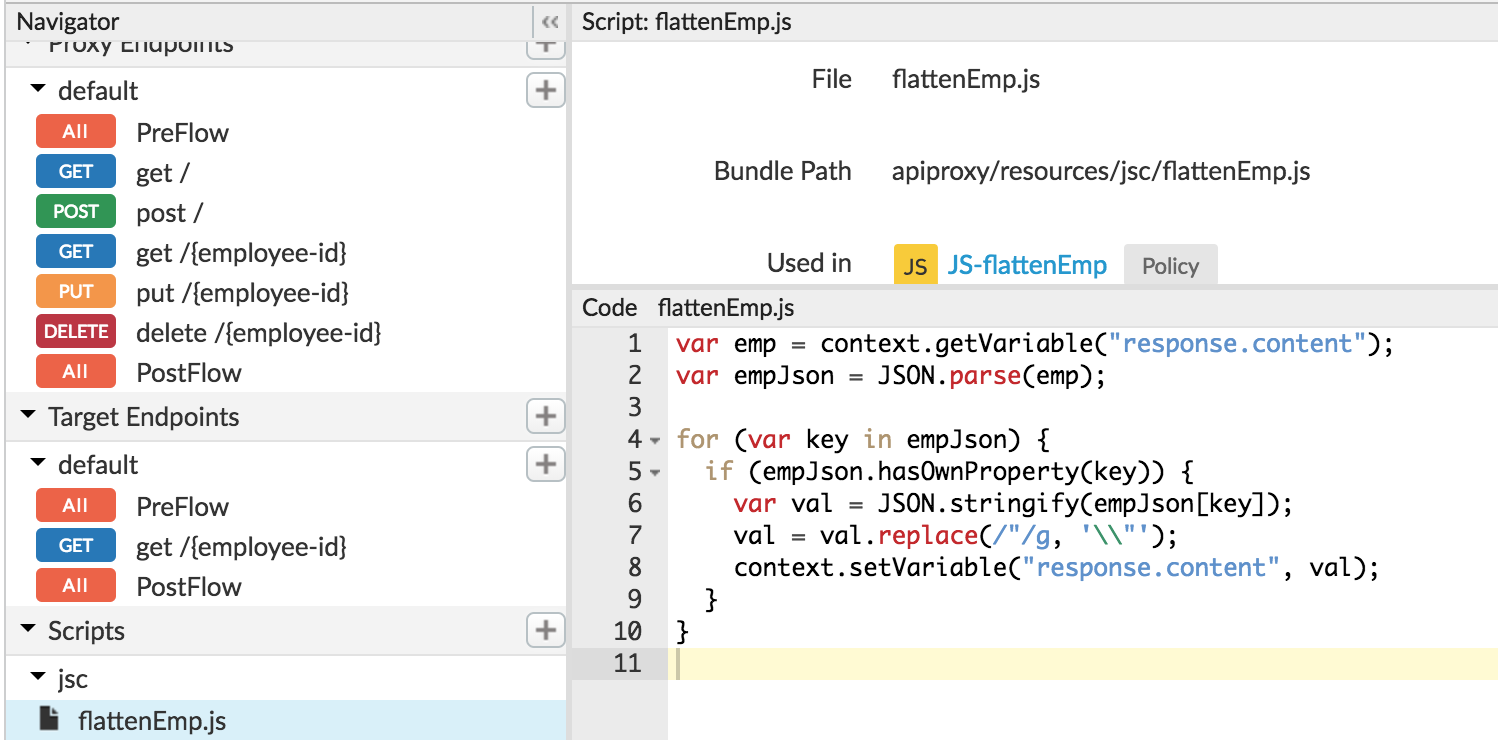 Navigator
Proxy Endpoints
default
All PreFlow
GET get /
POST post /
GET get /{employee-id}
PUT put /{employee-id}
DELETE delete /{employee-id}
All PostFlow
Target Endpoints
default
All PreFlow
GET get /{employee-id}
All PostFlow
Scripts
jsc
flattenEmp.js
Script: flattenEmp.js
File flattenEmp.js
Bundle Path apiproxy/resources/jsc/flattenEmp.js
Used in JS JS-flattenEmp Policy
Code flattenEmp.js
1 var emp = context.getVariable("response.content");
2 var empJson = JSON.parse(emp);
3
4 for (var key in empJson) {
5 if (empJson.hasOwnProperty(key)) {
6 var val = JSON.stringify(empJson[key]);
7 val = val.replace(/"/g, '\\"');
8 context.setVariable("response.content", val);
9 }
10 }
11